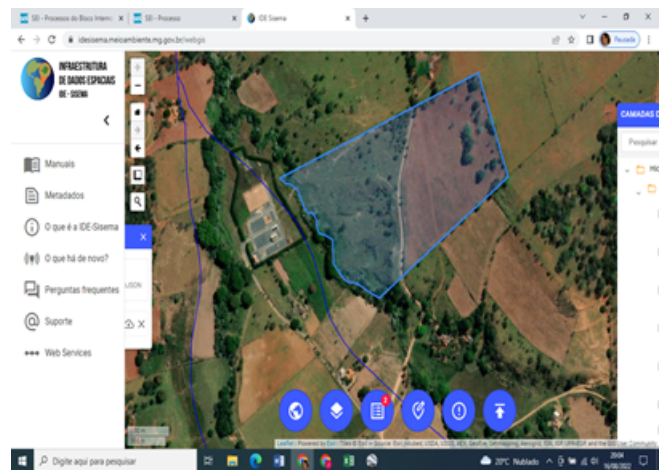 SEI - Processos do Bloco Interno
SEI - Processo
IDE Sisema
idesisema.meioambiente.mg.gov.br/webgis
Pausada
INFRAESTRUTURA
DE DADOS ESPACIAIS
IDE - SISEMA
CAMADAS D
Pesquisar
Manuais
Metadados
O que é a IDE-Sisema
X
O que há de novo?
JSON
Perguntas frequentes
Suporte
X
Web Services
Digite aqui para pesquisar
20°C Nublado